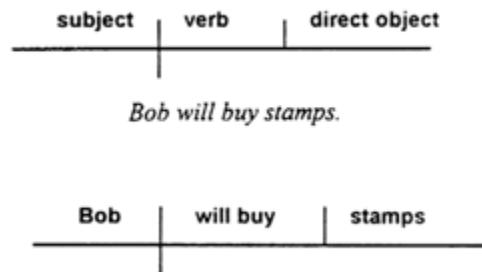 subject verb direct object
Bob will buy stamps.
Bob will buy stamps